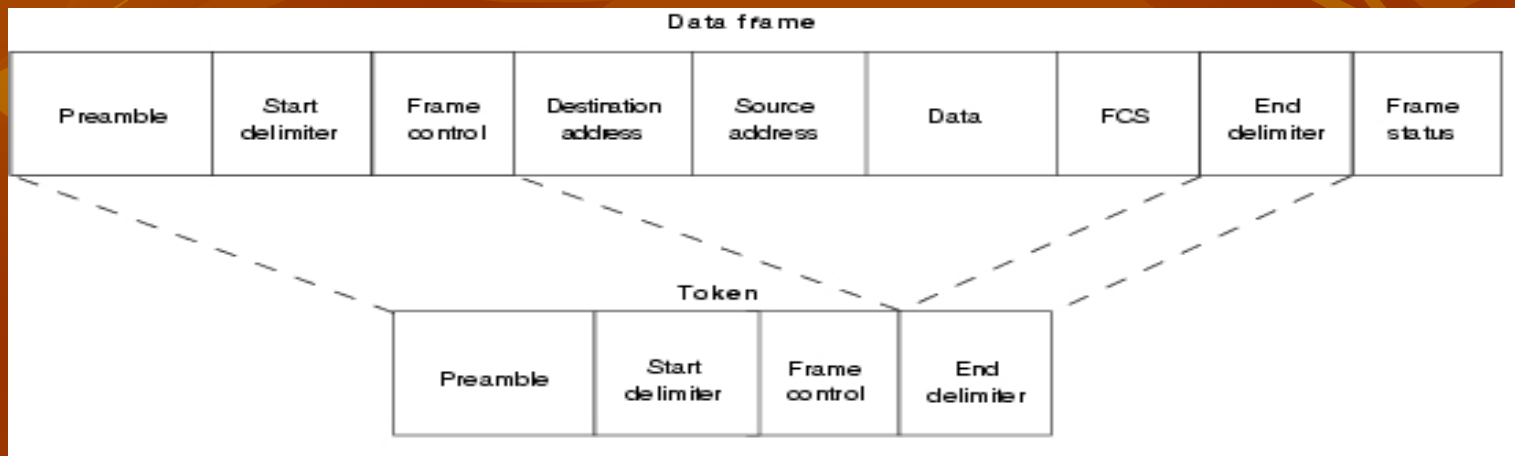 Data frame
Preamble
Start
delimiter
Frame
control
Destination
address
Source
address
Data
FCS
End
delimiter
Frame
status
Token
Preamble
Start
delimiter
Frame
control
End
delimiter